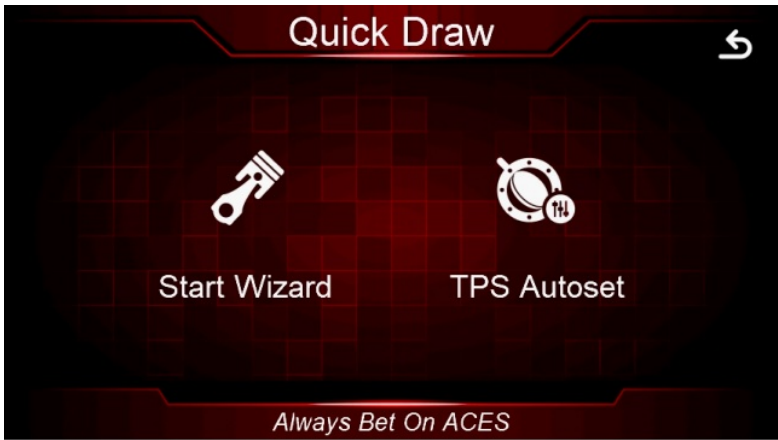 Quick Draw
Start Wizard
TPS Autoset
Always Bet On ACES